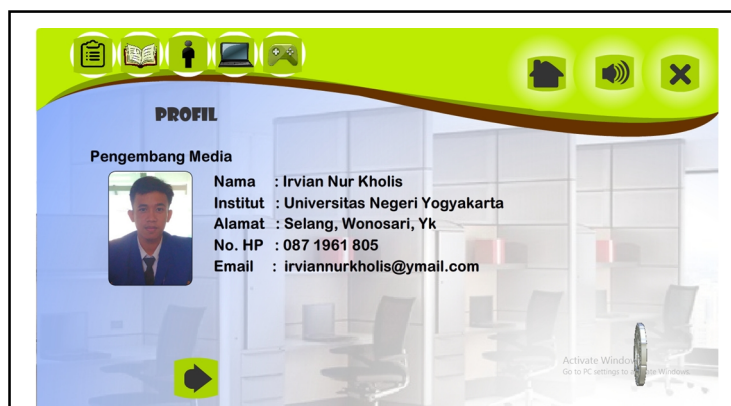 PROFIL
Pengembang Media
Nama : Irvian Nur Kholis
Institut : Universitas Negeri Yogyakarta
Alamat : Selang, Wonosari, Yk
No. HP : 087 1961 805
Email : irviannurkholis@ymail.com
Activate Windows
Go to PC settings to activate Windows.